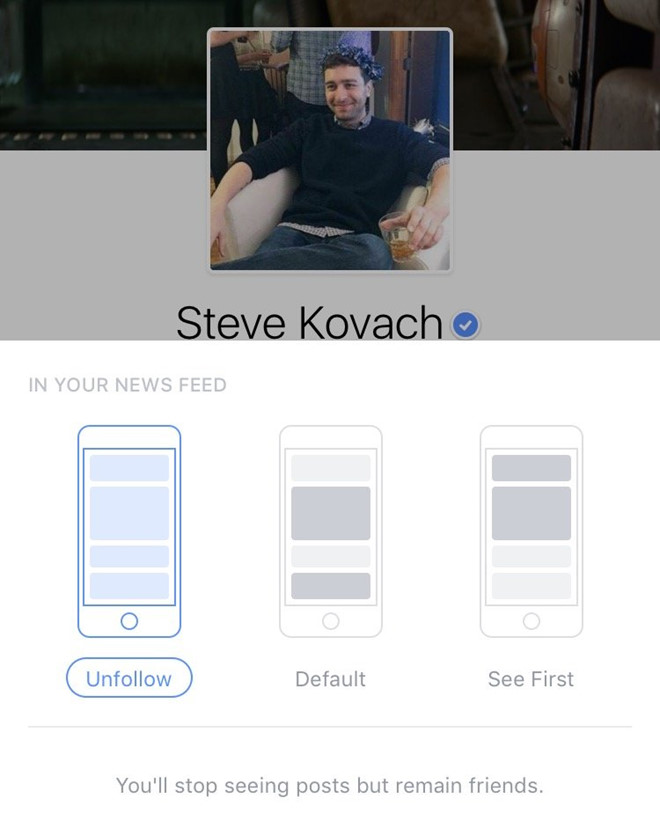 Steve Kovach
IN YOUR NEWS FEED
Unfollow
Default
See First
You'll stop seeing posts but remain friends.